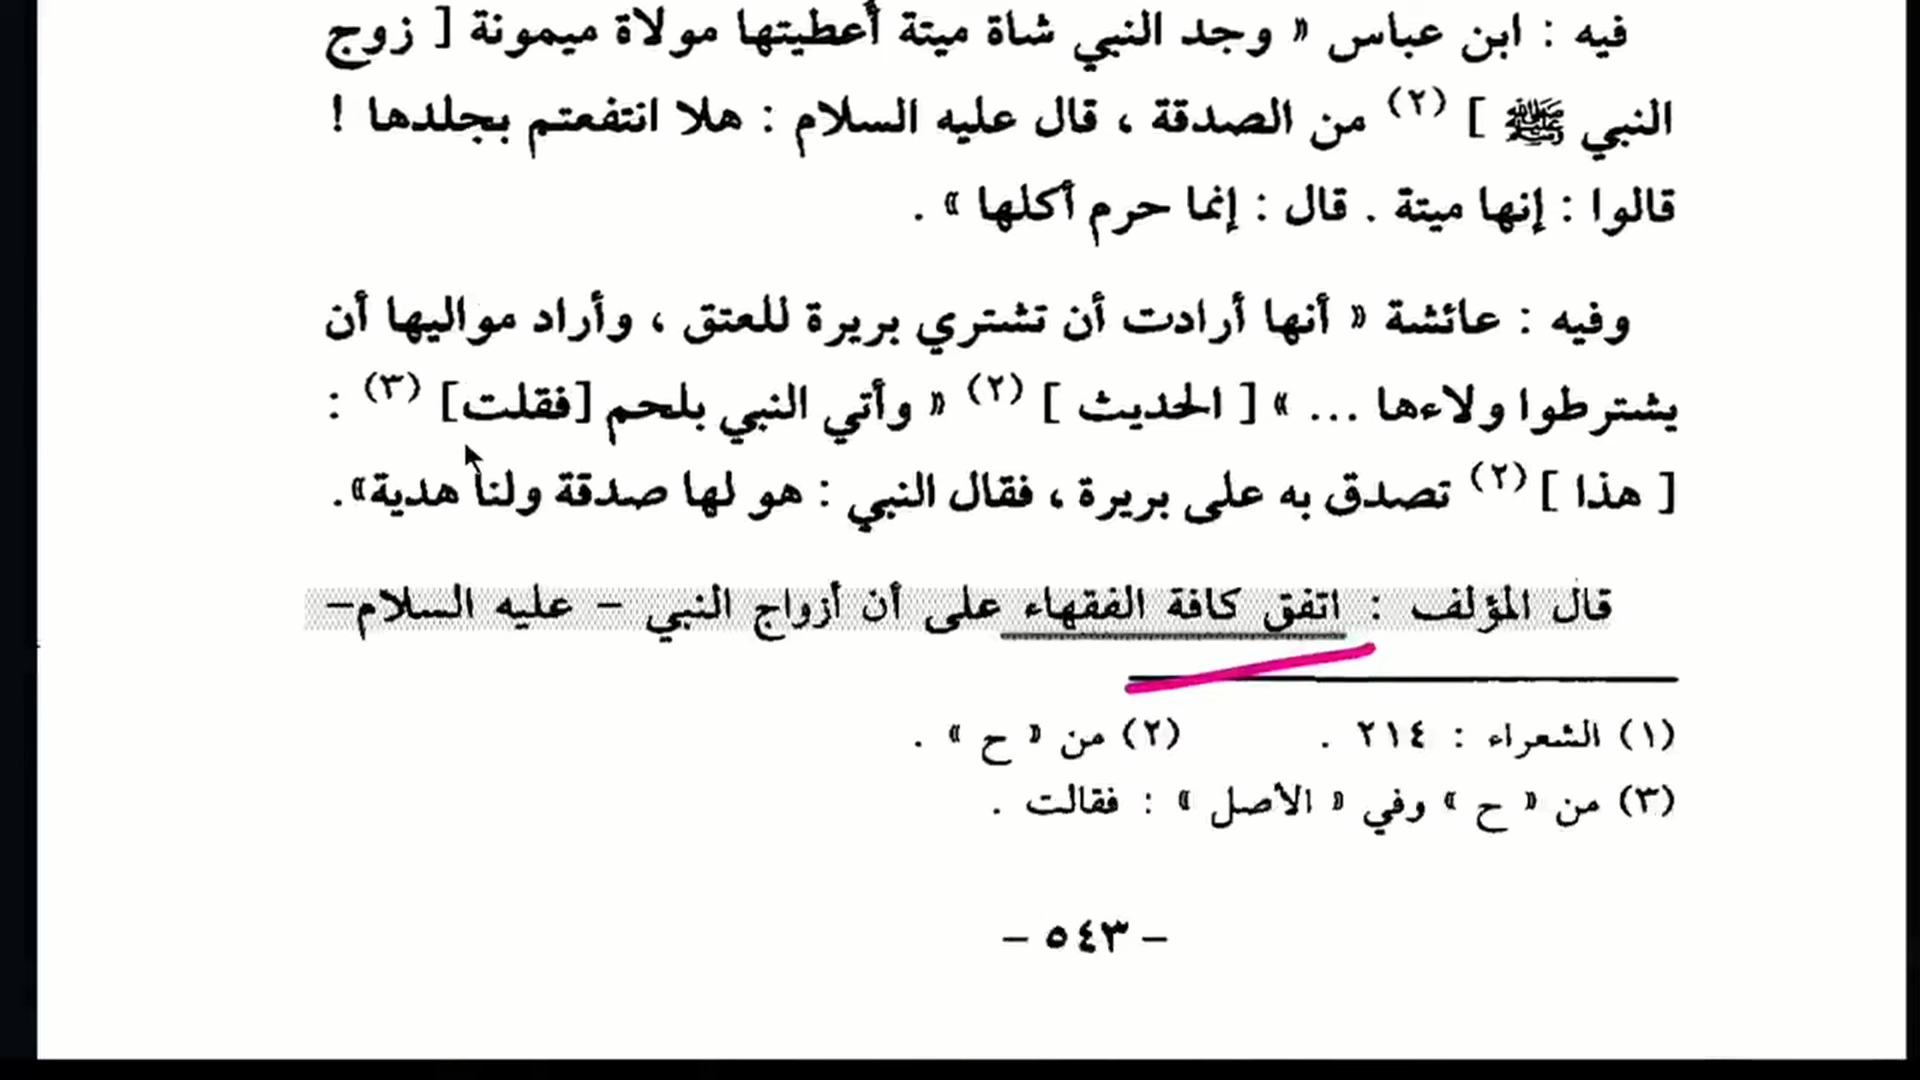 فيه : ابن عباس « وجد النبي شاة ميتة أعطيتها مولاة ميمونة [ زوج
النبي ﷺ ] (٢) من الصدقة ، قال عليه السلام : هلا انتفعتم بجلدها !
قالوا : إنها ميتة . قال : إنما حرم أكلها » .
وفيه : عائشة « أنها أرادت أن تشتري بريرة للعتق ، وأراد مواليها أن
يشترطوا ولاءها ... » [ الحديث ] (٢) « وأتي النبي بلحم [فقلت] (٣) :
[ هذا ] (٢) تصدق به على بريرة ، فقال النبي : هو لها صدقة ولنا هدية» .
قال المؤلف : اتفق كافة الفقهاء على أن أزواج النبي – عليه السلام–
(١) الشعراء : ٢١٤ . (٢) من « ح » .
(٣) من « ح » وفي « الأصل » : فقالت .
– ٥٤٣ –